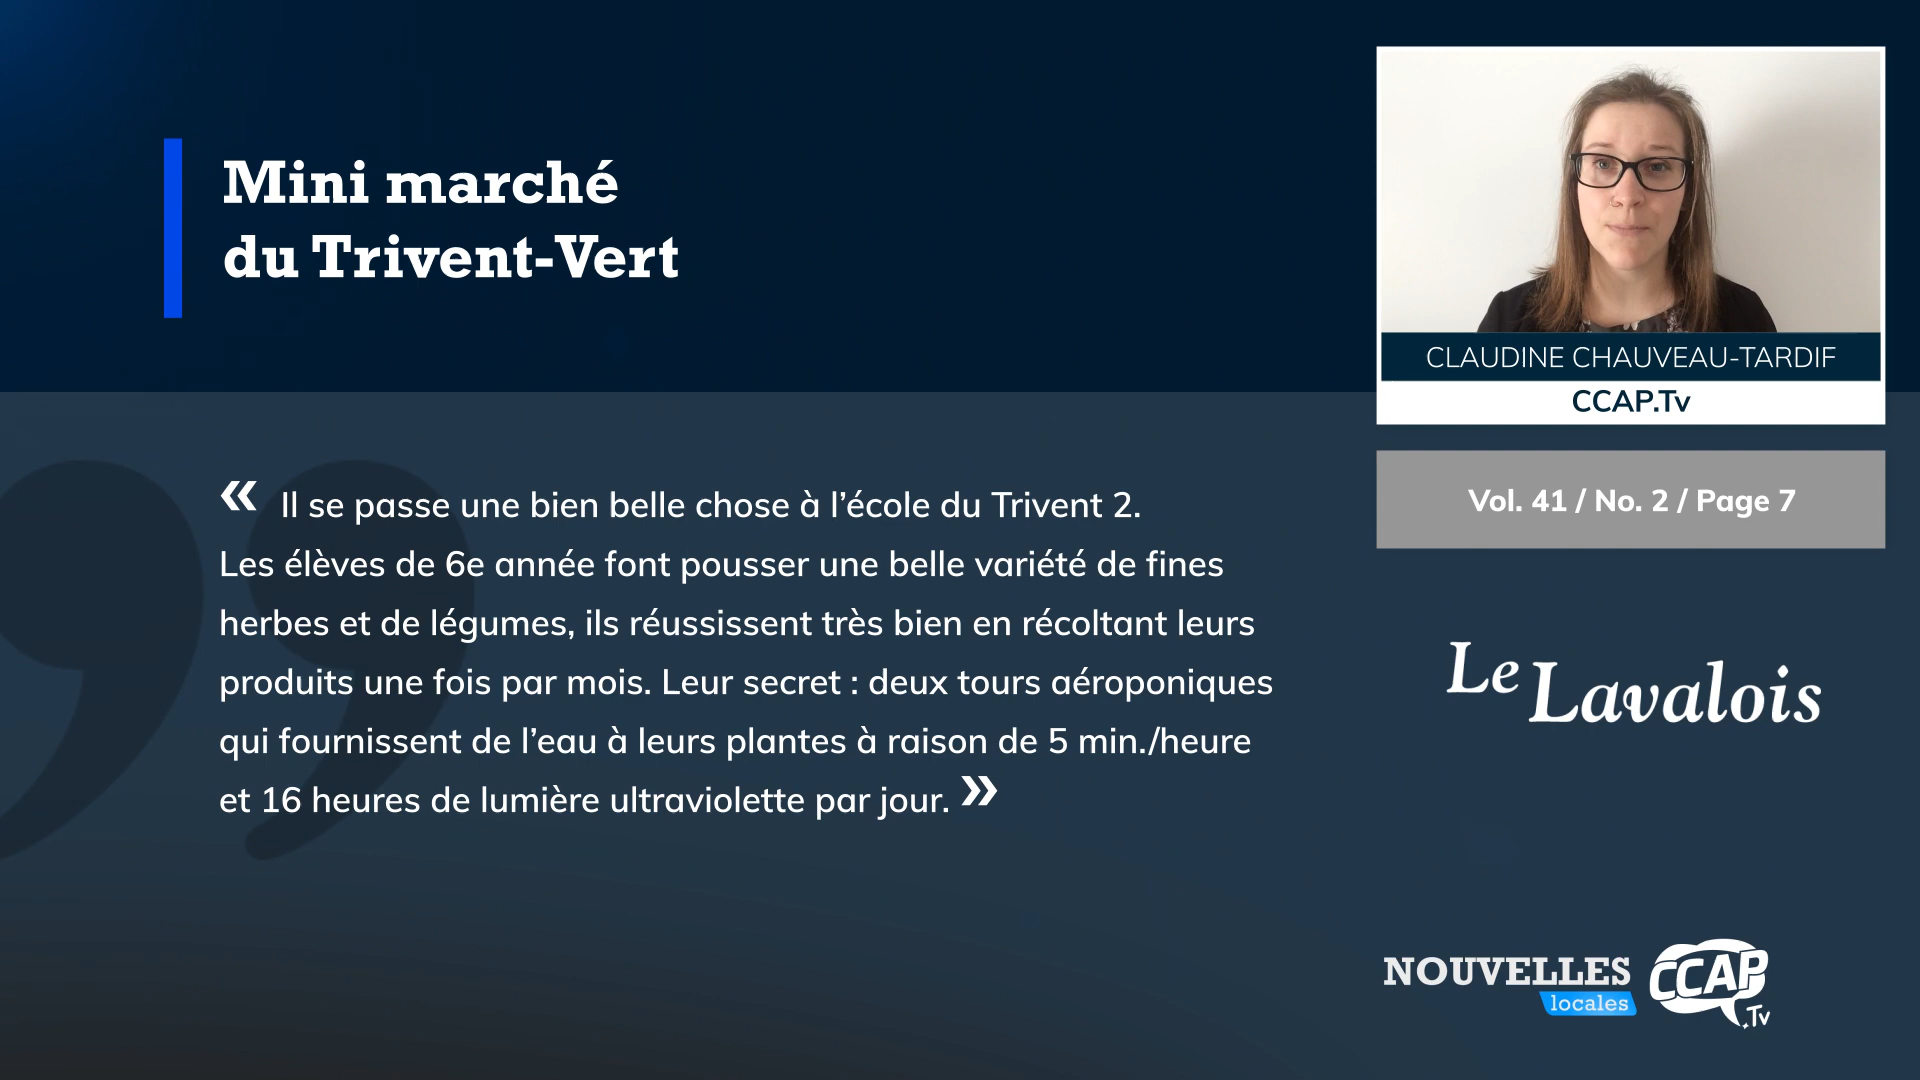 Mini marché
du Trivent-Vert
CLAUDINE CHAUVEAU-TARDIF
CCAP.Tv
Vol. 41 / No. 2 / Page 7
« Il se passe une bien belle chose à l’école du Trivent 2.
Les élèves de 6e année font pousser une belle variété de fines
herbes et de légumes, ils réussissent très bien en récoltant leurs
produits une fois par mois. Leur secret : deux tours aéroponiques
qui fournissent de l’eau à leurs plantes à raison de 5 min./heure
et 16 heures de lumière ultraviolette par jour. »
Le Lavalois
NOUVELLES
locales
CCAP
.Tv